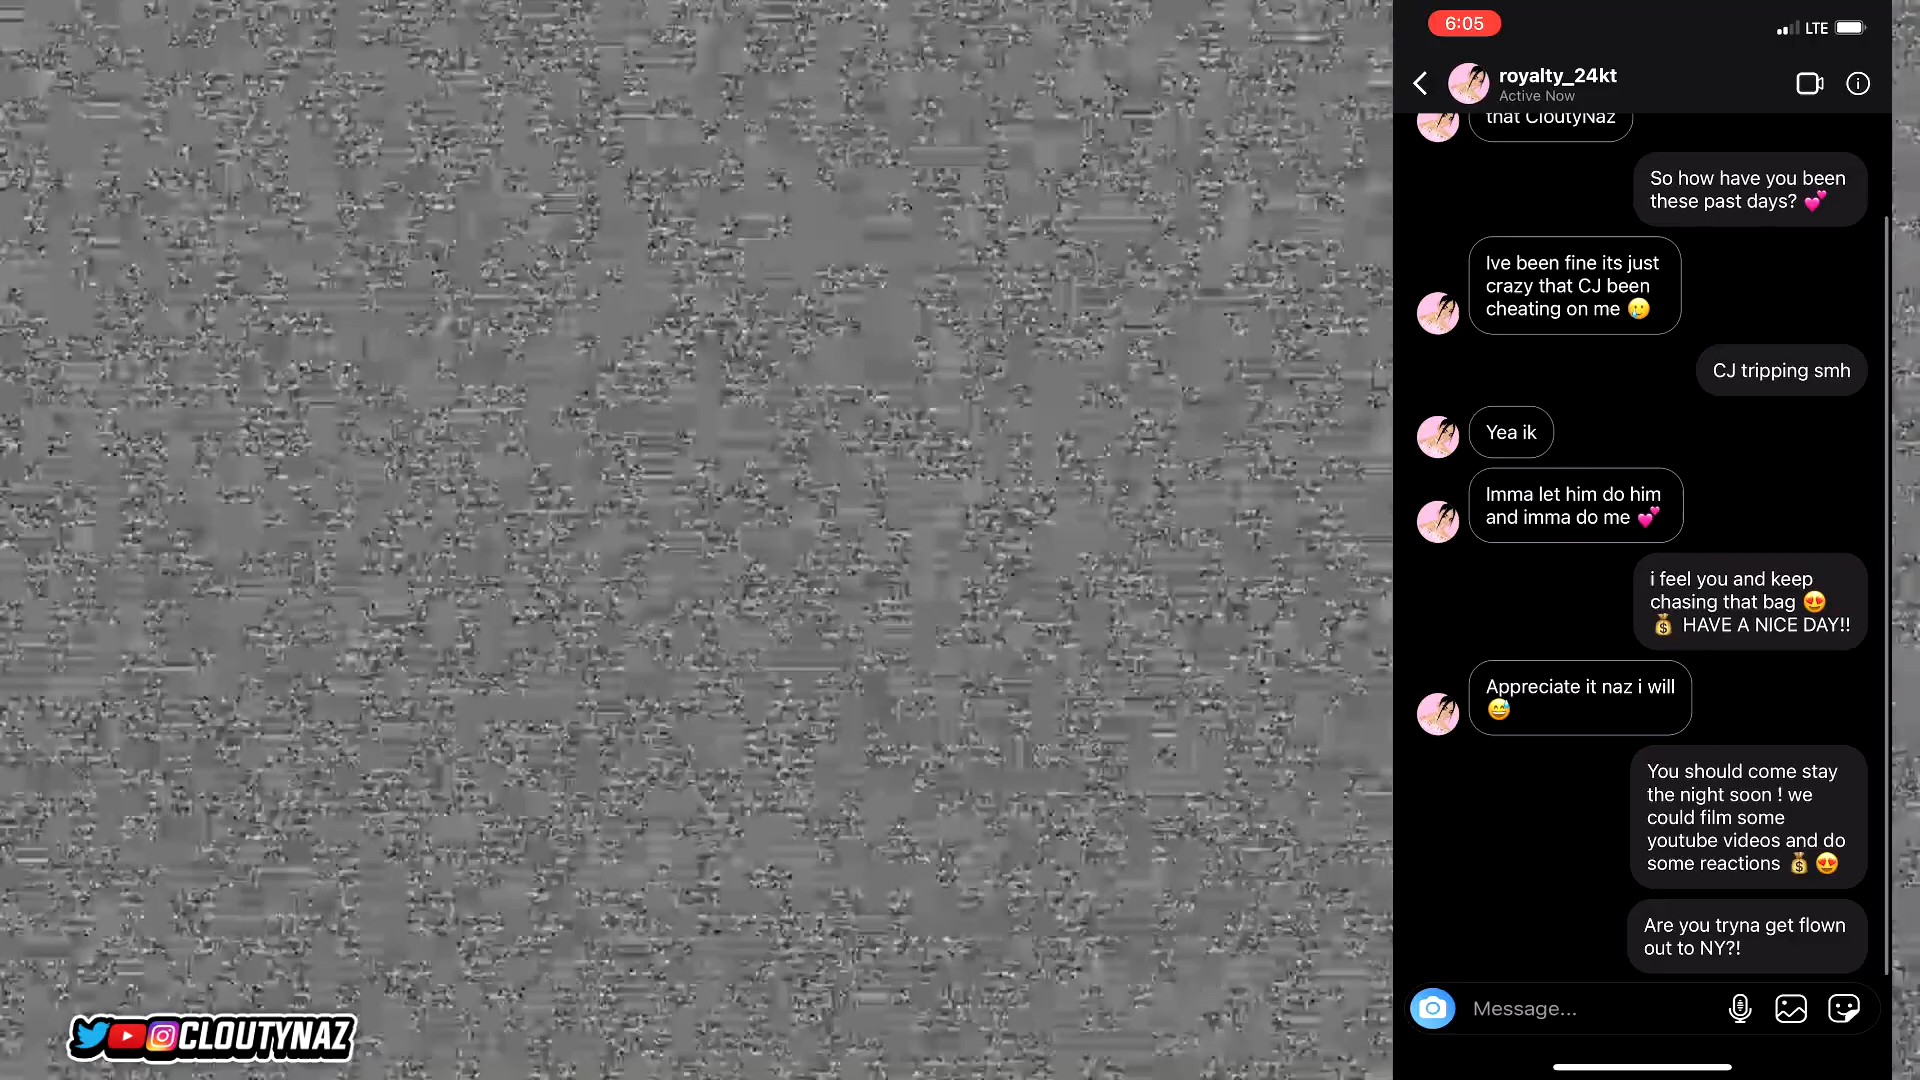 6:05
LTE
royalty_24kt
Active Now
that CloutyNaz
So how have you been
these past days? 💕
Ive been fine its just
crazy that CJ been
cheating on me 🥲
CJ tripping smh
Yea ik
Imma let him do him
and imma do me 💕
i feel you and keep
chasing that bag 😍
💰 HAVE A NICE DAY!!
Appreciate it naz i will
😅
You should come stay
the night soon ! we
could film some
youtube videos and do
some reactions 💰 😍
Are you tryna get flown
out to NY?!
Message...
CLOUTYNAZ